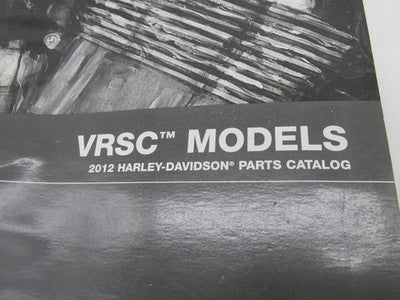 VRSC™ MODELS
2012 HARLEY-DAVIDSON® PARTS CATALOG